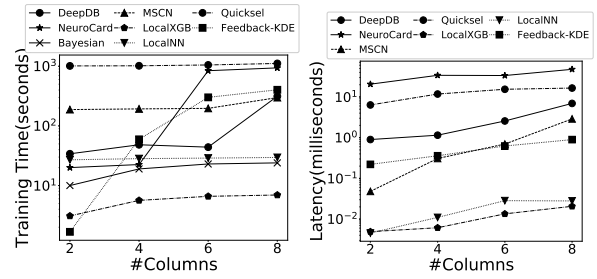 DeepDB MSCN Quicksel
NeuroCard LocalXGB Feedback-KDE
Bayesian LocalNN
Training Time(seconds)
10³
10²
10¹
2 4 6 8
#Columns
DeepDB Quicksel LocalNN
NeuroCard LocalXGB Feedback-KDE
MSCN
Latency(milliseconds)
10¹
10⁰
10⁻¹
10⁻²
2 4 6 8
#Columns